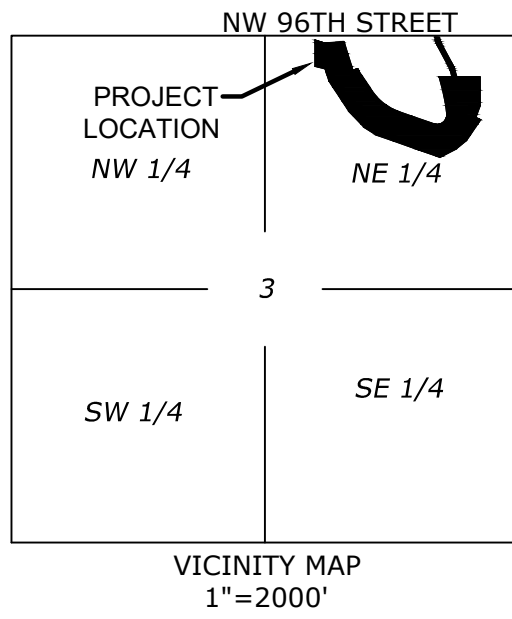 NW 96TH STREET
PROJECT
LOCATION
NW 1/4
NE 1/4
3
SW 1/4
SE 1/4
VICINITY MAP
1"=2000'